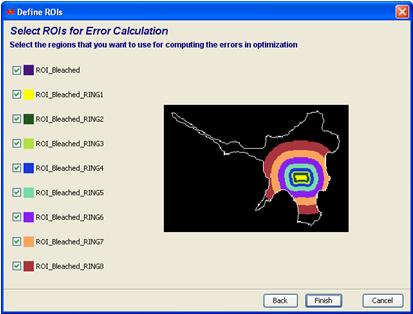 Define ROIs
Select ROIs for Error Calculation
Select the regions that you want to use for computing the errors in optimization
ROI_Bleached
ROI_Bleached_RING1
ROI_Bleached_RING2
ROI_Bleached_RING3
ROI_Bleached_RING4
ROI_Bleached_RING5
ROI_Bleached_RING6
ROI_Bleached_RING7
ROI_Bleached_RING8
Back Finish Cancel